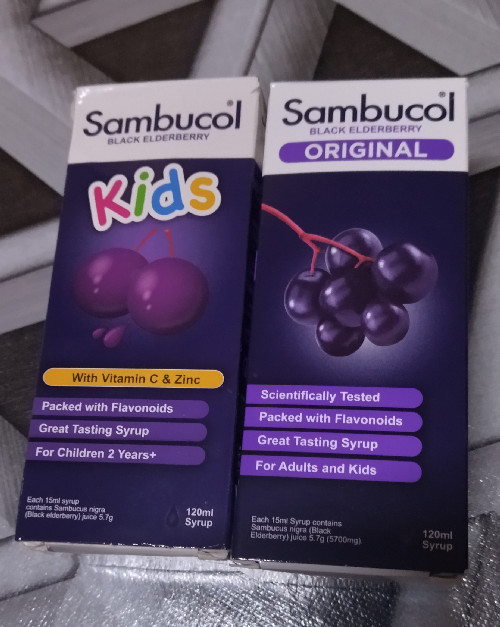 Sambucol®
BLACK ELDERBERRY
Kids
With Vitamin C & Zinc
Packed with Flavonoids
Great Tasting Syrup
For Children 2 Years+
Each 15ml syrup
contains Sambucus nigra
(Black elderberry) juice 5.7g
120ml
Syrup
Sambucol®
BLACK ELDERBERRY
ORIGINAL
Scientifically Tested
Packed with Flavonoids
Great Tasting Syrup
For Adults and Kids
Each 15ml Syrup contains
Sambucus nigra (Black
Elderberry) juice 5.7g (5700mg)
120ml
Syrup